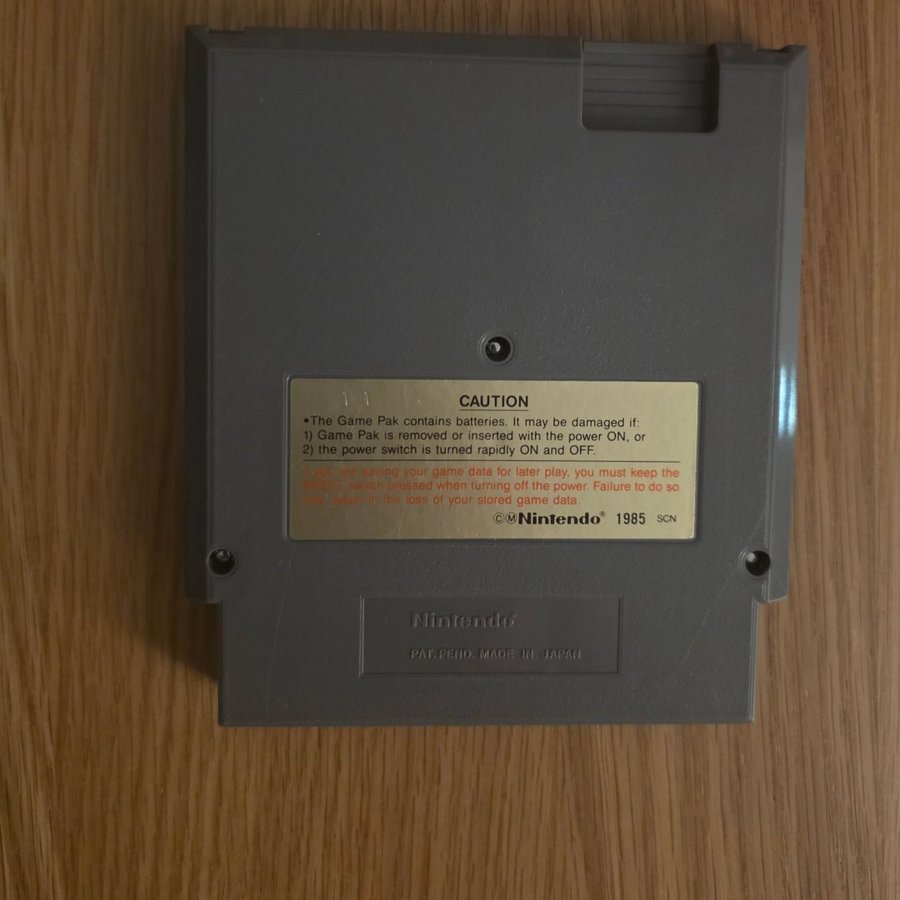 11
CAUTION
•The Game Pak contains batteries. It may be damaged if:
1) Game Pak is removed or inserted with the power ON, or
2) the power switch is turned rapidly ON and OFF.
saving your game data for later play, you must keep the
switch pressed when turning off the power. Failure to do so
may result in the loss of your stored game data.
©Ⓜ Nintendo® 1985 SCN
Nintendo®
PAT. PEND. MADE IN JAPAN